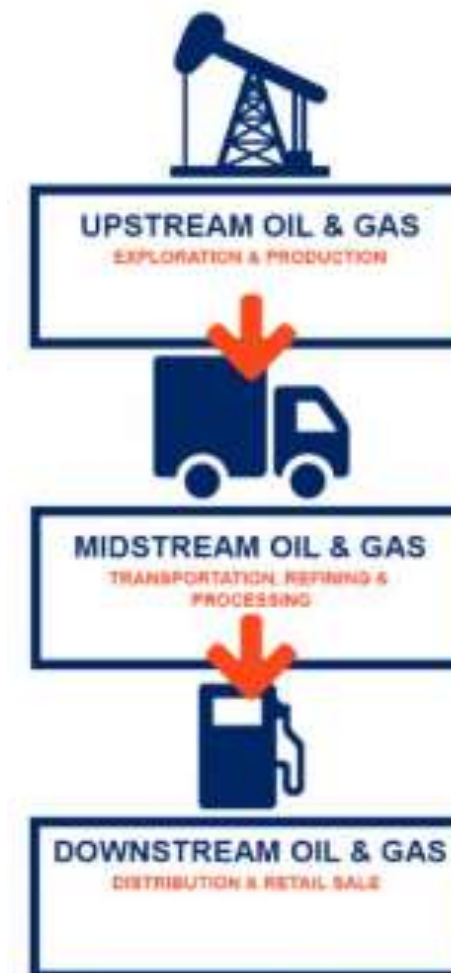 UPSTREAM OIL & GAS
EXPLORATION & PRODUCTION
MIDSTREAM OIL & GAS
TRANSPORTATION, REFINING &
PROCESSING
DOWNSTREAM OIL & GAS
DISTRIBUTION & RETAIL SALE